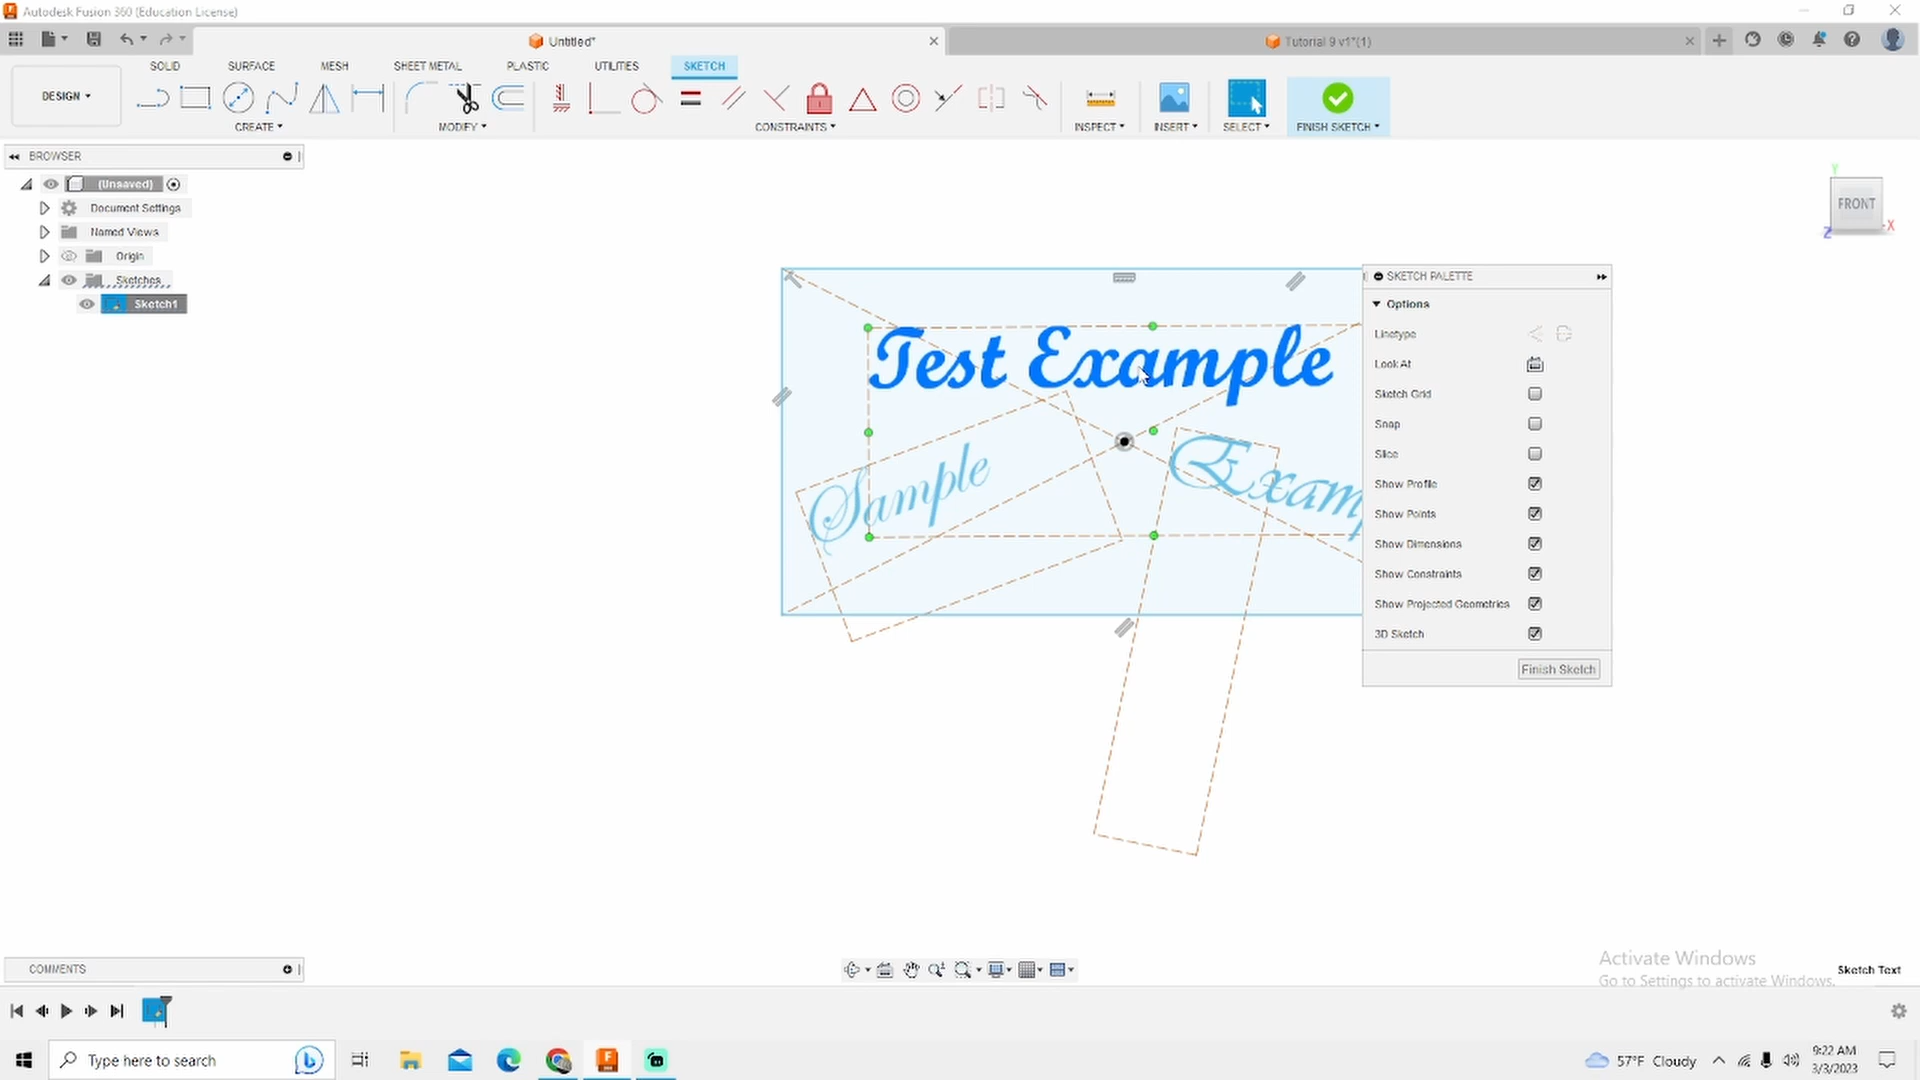 Autodesk Fusion 360 (Education License)
Untitled*
Tutorial 9 v1*(1)
SOLID SURFACE MESH SHEET METAL PLASTIC UTILITIES SKETCH
DESIGN
CREATE MODIFY CONSTRAINTS INSPECT INSERT SELECT FINISH SKETCH
BROWSER
(Unsaved)
Document Settings
Named Views
Origin
Sketches
Sketch1
Y
FRONT
X
Z
Test Example
Sample
Examp
SKETCH PALETTE
Options
Linetype
Look At
Sketch Grid
Snap
Slice
Show Profile
Show Points
Show Dimensions
Show Constraints
Show Projected Geometries
3D Sketch
Finish Sketch
COMMENTS
Activate Windows
Go to Settings to activate Windows.
Sketch Text
Type here to search
57°F Cloudy
9:22 AM
3/3/2023